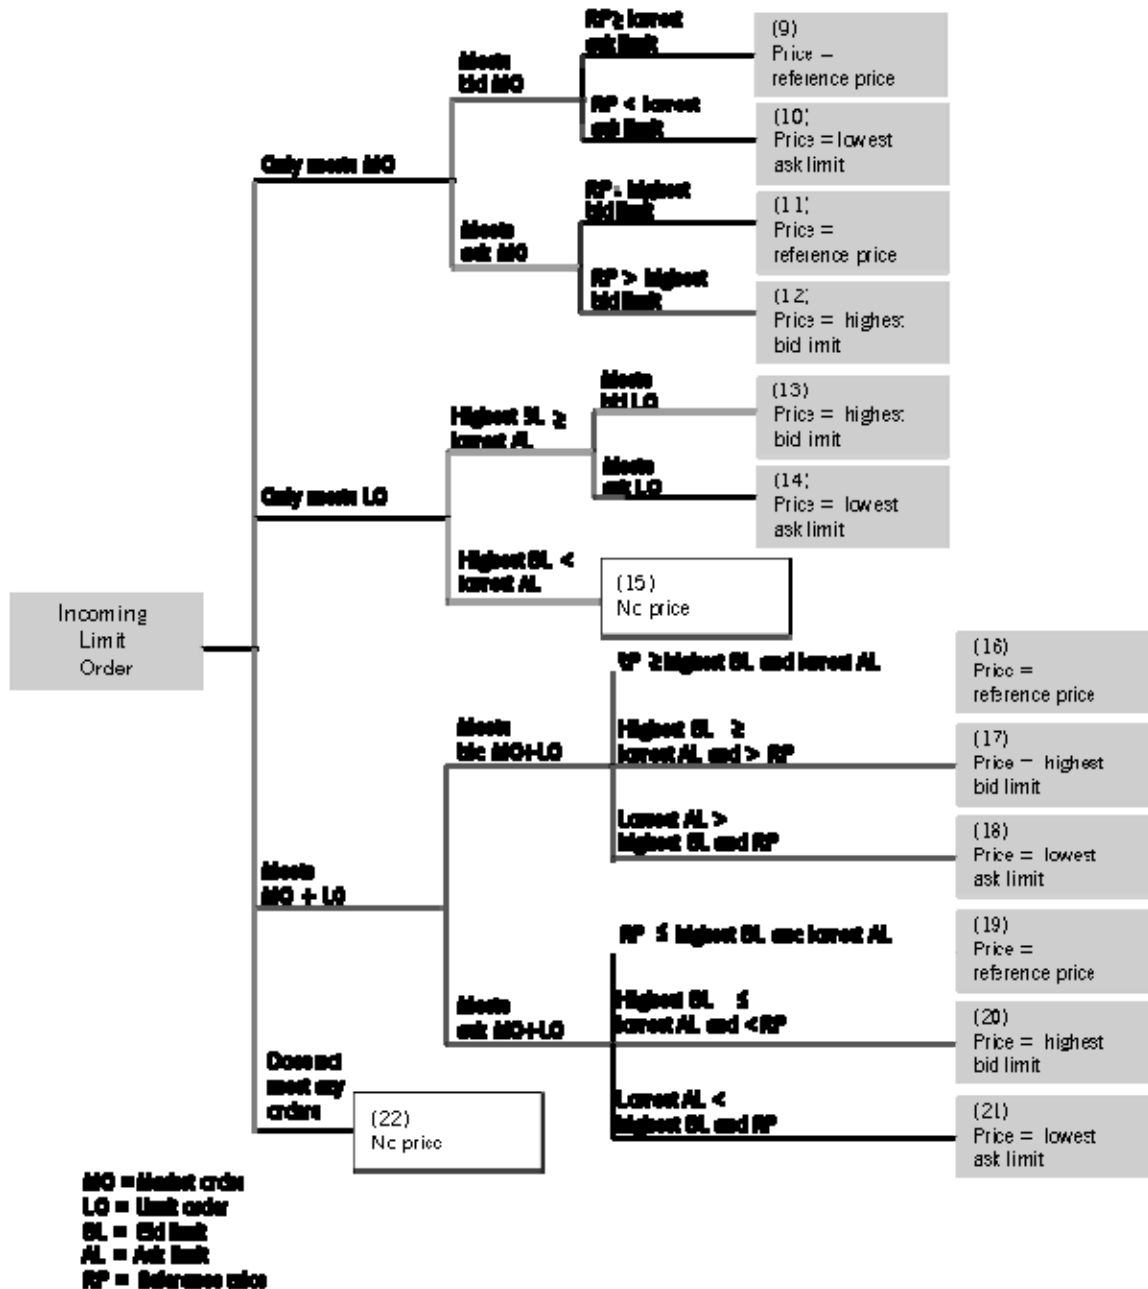 RP ≥ lowest
ask limit
(9)
Price =
reference price
Meets
bid MO
RP < lowest
ask limit
(10)
Price = lowest
ask limit
Only meets MO
RP highest
bid limit
(11)
Price =
reference price
Meets
ask MO
RP > highest
bid limit
(12)
Price = highest
bid limit
Meets
bid LO
(13)
Price = highest
bid limit
Highest BL ≥
lowest AL
Meets
ask LO
(14)
Price = lowest
ask limit
Only meets LO
Highest BL <
lowest AL
(15)
No price
Incoming
Limit
Order
RP ≥ highest BL and lowest AL
(16)
Price =
reference price
Meets
bid MO+LO
Highest BL ≥
lowest AL and > RP
(17)
Price = highest
bid limit
Lowest AL >
highest BL and RP
(18)
Price = lowest
ask limit
Meets
MO + LO
RP ≤ highest BL and lowest AL
(19)
Price =
reference price
Meets
ask MO+LO
Highest BL ≤
lowest AL and < RP
(20)
Price = highest
bid limit
Lowest AL <
highest BL and RP
(21)
Price = lowest
ask limit
Does not
meet any
orders
(22)
No price
MO = Market order
LO = Limit order
BL = Bid limit
AL = Ask limit
RP = Reference price